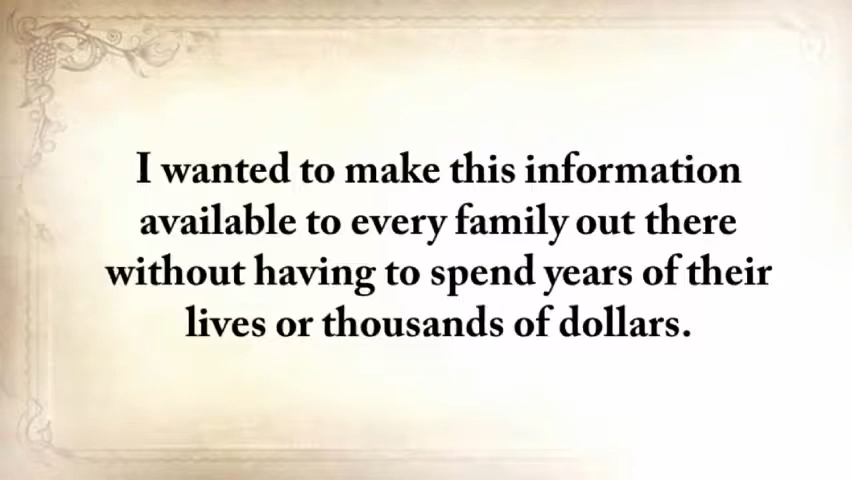 I wanted to make this information
available to every family out there
without having to spend years of their
lives or thousands of dollars.